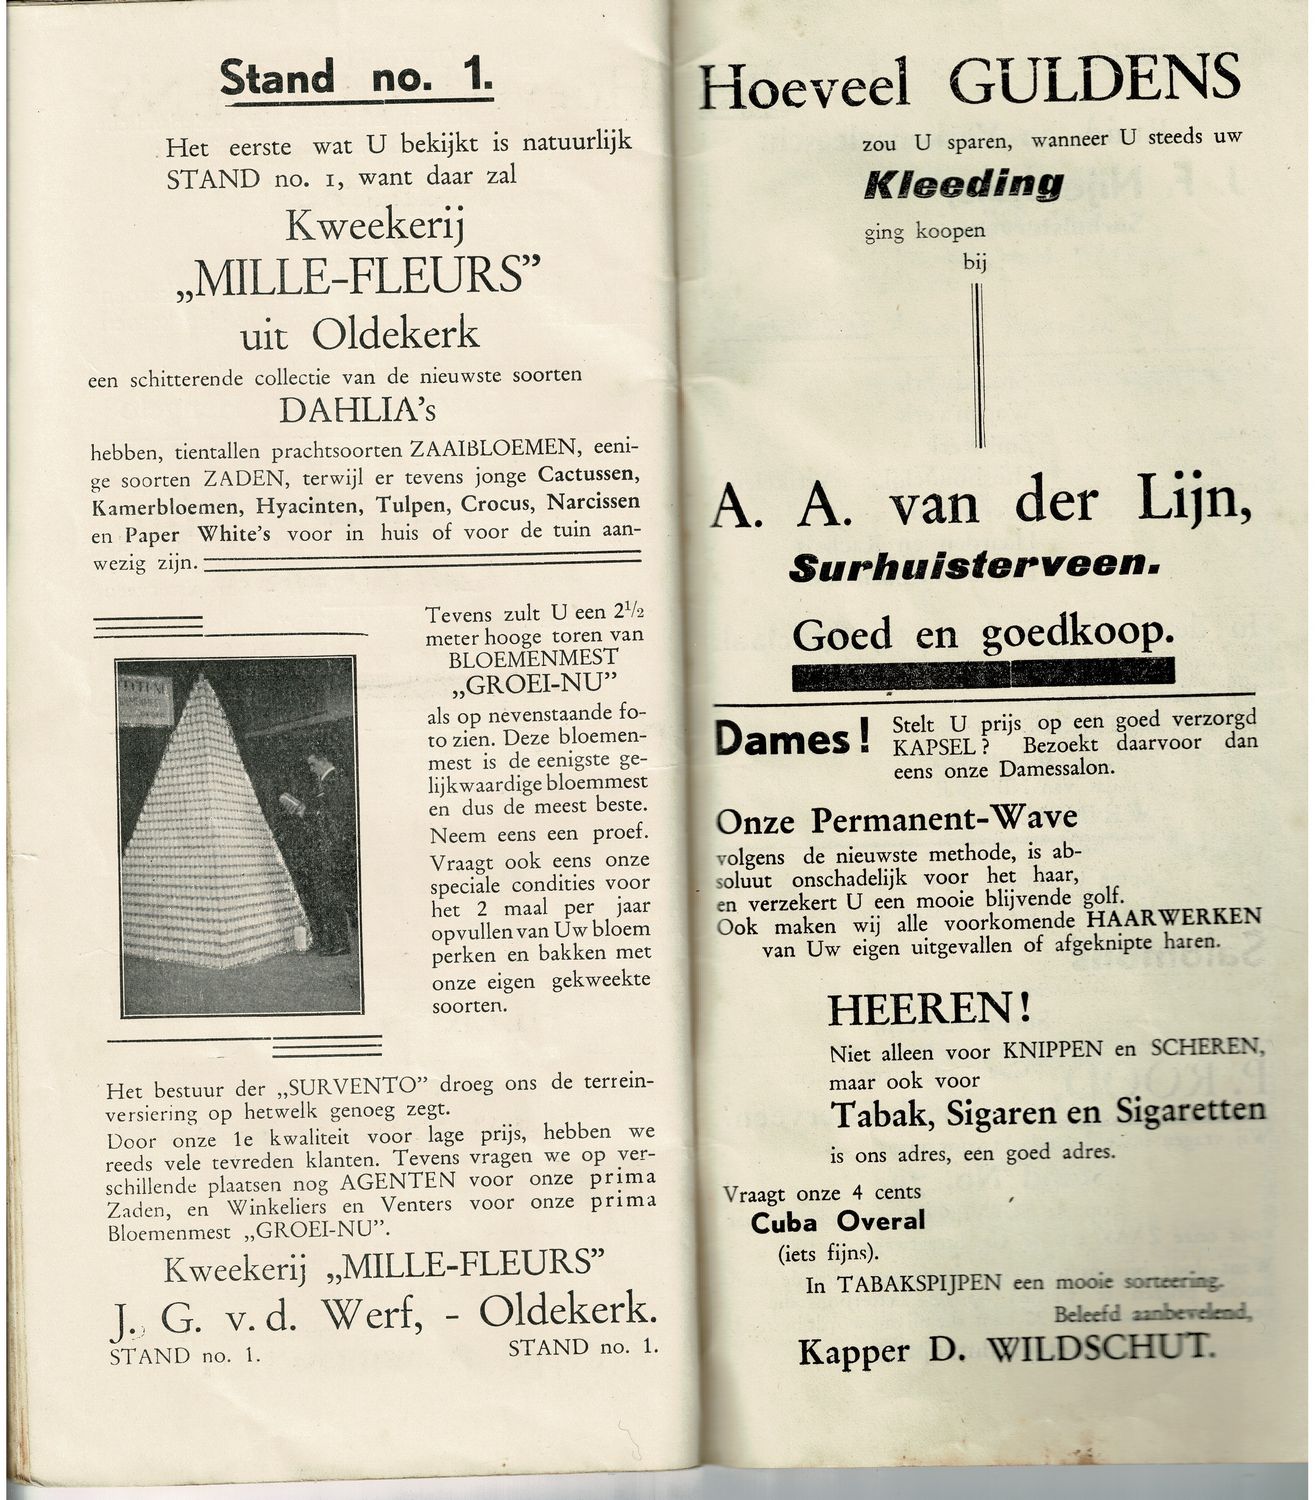 Stand no. 1.
Het eerste wat U bekijkt is natuurlijk
STAND no. 1, want daar zal
Kweekerij
„MILLE-FLEURS”
uit Oldekerk
een schitterende collectie van de nieuwste soorten
DAHLIA's
hebben, tientallen prachtsoorten ZAAIBLOEMEN, eeni-
ge soorten ZADEN, terwijl er tevens jonge Cactussen,
Kamerbloemen, Hyacinten, Tulpen, Crocus, Narcissen
en Paper White's voor in huis of voor de tuin aan-
wezig zijn.
Tevens zult U een 2½
meter hooge toren van
BLOEMENMEST
„GROEI-NU”
als op nevenstaande fo-
to zien. Deze bloemen-
mest is de eenigste ge-
lijkwaardige bloemmest
en dus de meest beste.
Neem eens een proef.
Vraagt ook eens onze
speciale condities voor
het 2 maal per jaar
opvullen van Uw bloem
perken en bakken met
onze eigen gekweekte
soorten.
Het bestuur der „SURVENTO” droeg ons de terrein-
versiering op hetwelk genoeg zegt.
Door onze 1e kwaliteit voor lage prijs, hebben we
reeds vele tevreden klanten. Tevens vragen we op ver-
schillende plaatsen nog AGENTEN voor onze prima
Zaden, en Winkeliers en Venters voor onze prima
Bloemenmest „GROEI-NU”.
Kweekerij „MILLE-FLEURS”
J. G. v. d. Werf, - Oldekerk.
STAND no. 1. STAND no. 1.
Hoeveel GULDENS
zou U sparen, wanneer U steeds uw
Kleeding
ging koopen
bij
A. A. van der Lijn,
Surhuisterveen.
Goed en goedkoop.
Dames!
Stelt U prijs op een goed verzorgd
KAPSEL? Bezoekt daarvoor dan
eens onze Damessalon.
Onze Permanent-Wave
volgens de nieuwste methode, is ab-
soluut onschadelijk voor het haar,
en verzekert U een mooie blijvende golf.
Ook maken wij alle voorkomende HAARWERKEN
van Uw eigen uitgevallen of afgeknipte haren.
HEEREN!
Niet alleen voor KNIPPEN en SCHEREN,
maar ook voor
Tabak, Sigaren en Sigaretten
is ons adres, een goed adres.
Vraagt onze 4 cents
Cuba Overal
(iets fijns).
In TABAKSPIJPEN een mooie sorteering.
Beleefd aanbevelend,
Kapper D. WILDSCHUT.